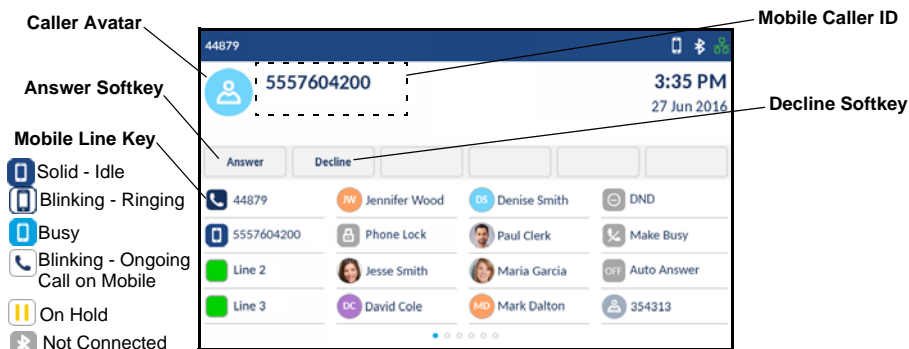 Caller Avatar
Mobile Caller ID
44879
5557604200
3:35 PM
27 Jun 2016
Answer Softkey
Decline Softkey
Mobile Line Key
Answer
Decline
Solid - Idle
Blinking - Ringing
Busy
Blinking - Ongoing
Call on Mobile
On Hold
Not Connected
44879
JW Jennifer Wood
DS Denise Smith
DND
5557604200
Phone Lock
Paul Clerk
Make Busy
Line 2
Jesse Smith
Maria Garcia
OFF Auto Answer
Line 3
DC David Cole
MD Mark Dalton
354313